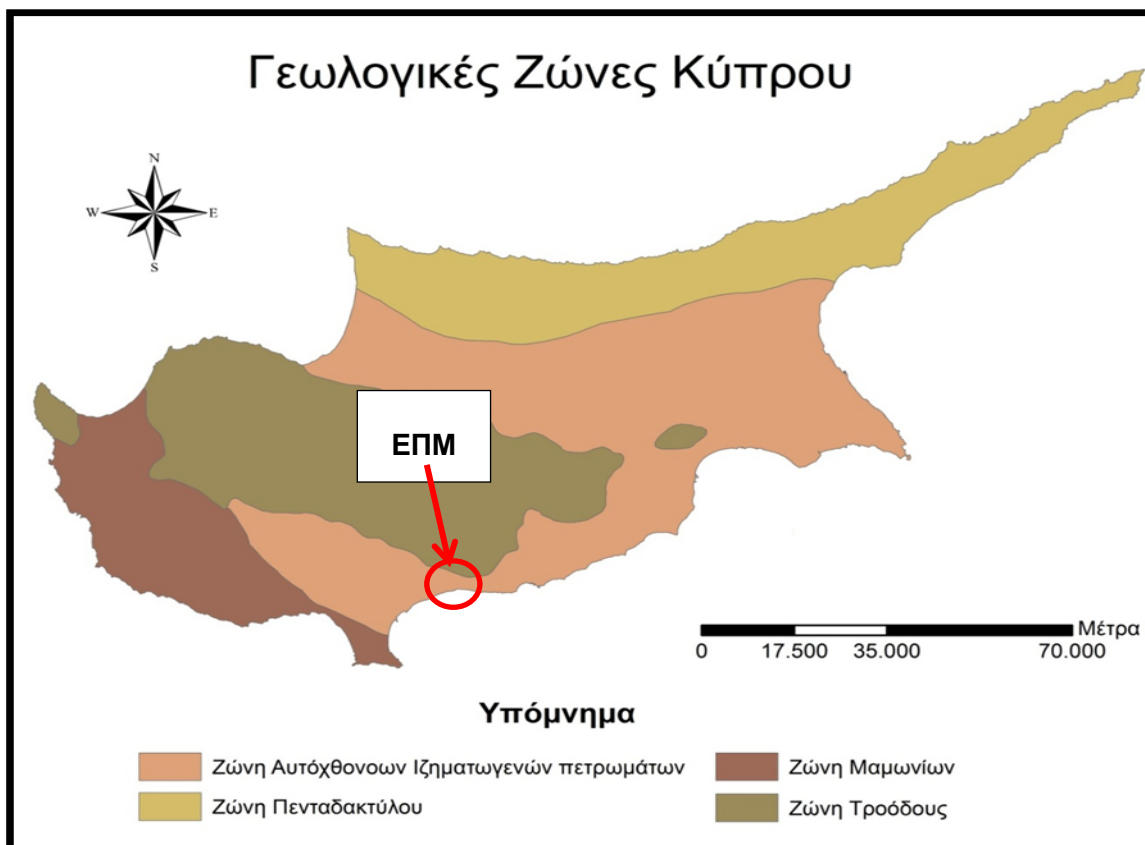 Γεωλογικές Ζώνες Κύπρου
N
W E
S
ΕΠΜ
Μέτρα
0 17.500 35.000 70.000
Υπόμνημα
Ζώνη Αυτόχθονοων Ιζηματωγενών πετρωμάτων
Ζώνη Μαμωνίων
Ζώνη Πενταδακτύλου
Ζώνη Τροόδους